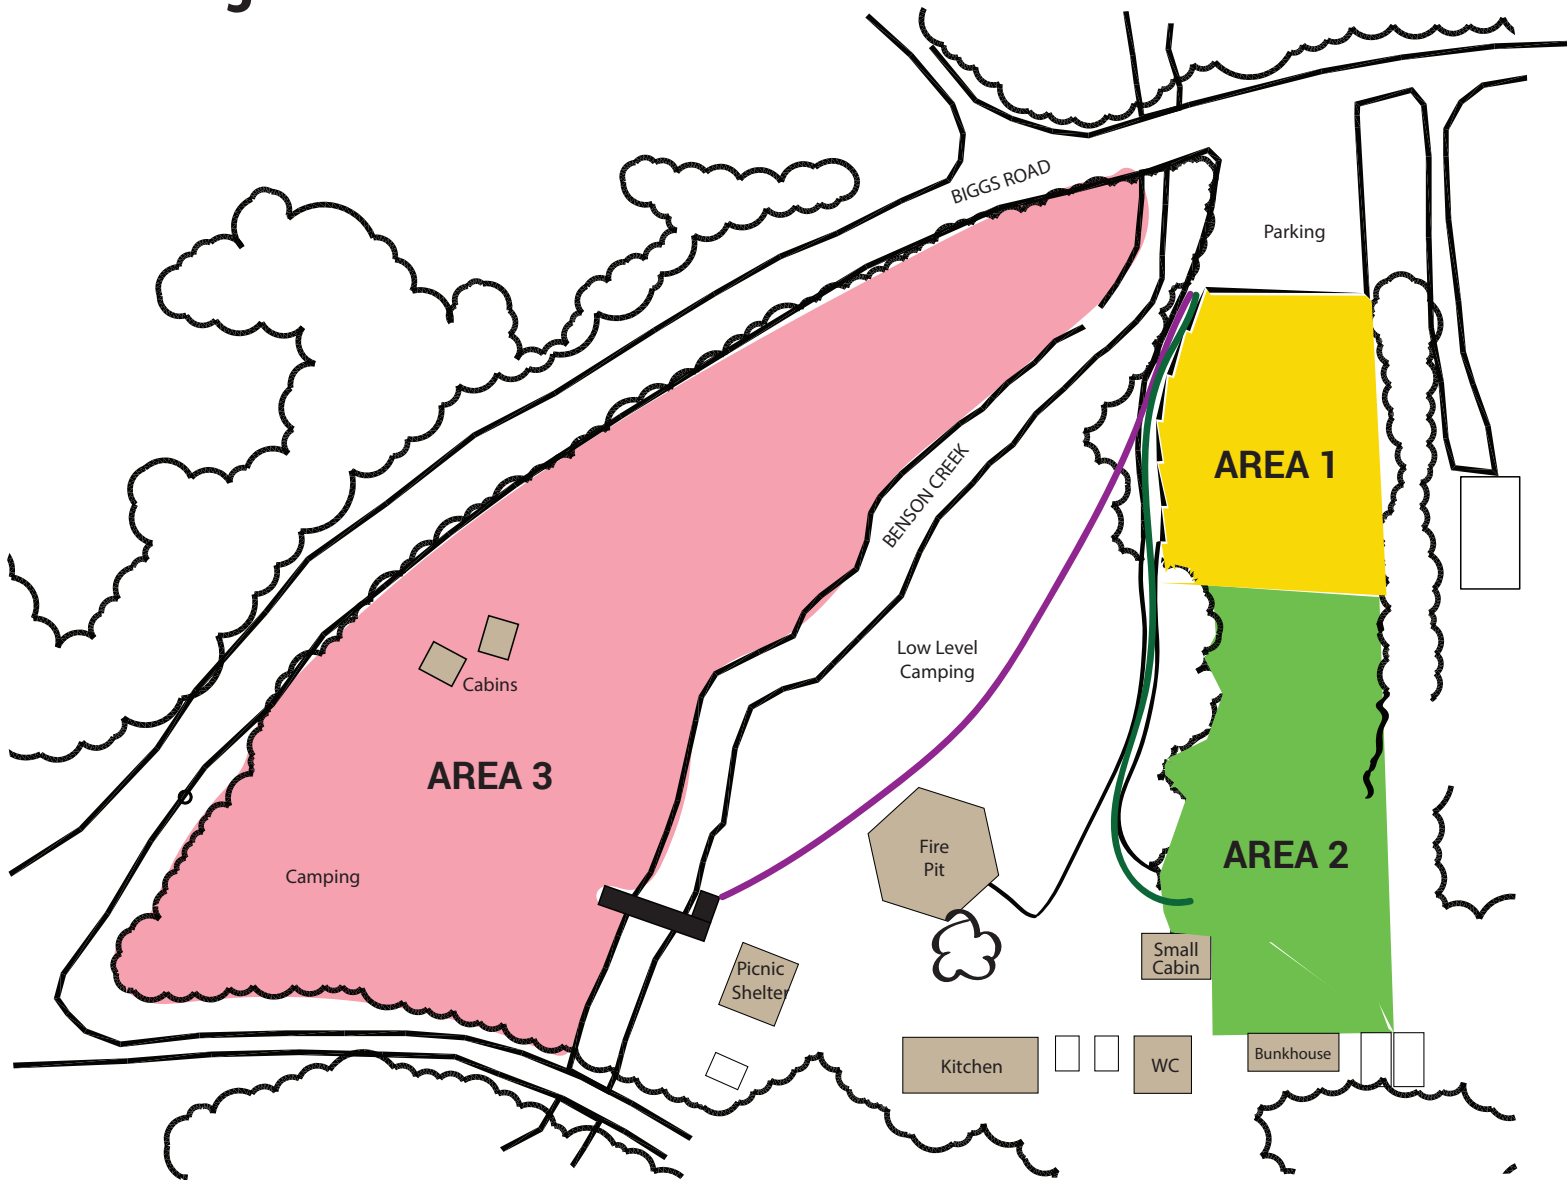 BIGGS ROAD
Parking
AREA 1
BENSON CREEK
Low Level
Camping
Cabins
AREA 3
Camping
Fire
Pit
AREA 2
Small
Cabin
Picnic
Shelter
Kitchen
WC
Bunkhouse